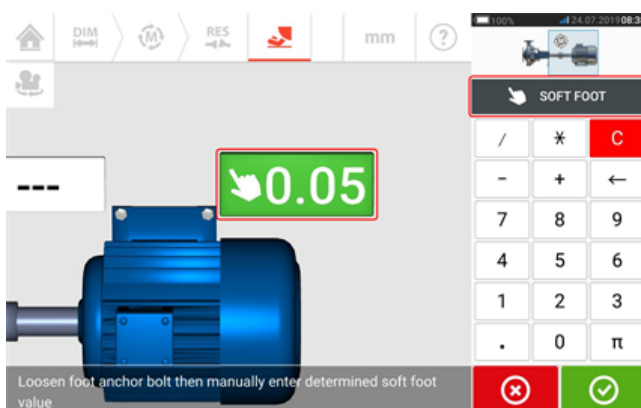 DIM
M
RES
mm
?
100%
24.07.2019 08:3
SOFT FOOT
--- 
0.05
/ * C
- + ←
7 8 9
4 5 6
1 2 3
. 0 π
Loosen foot anchor bolt then manually enter determined soft foot
value